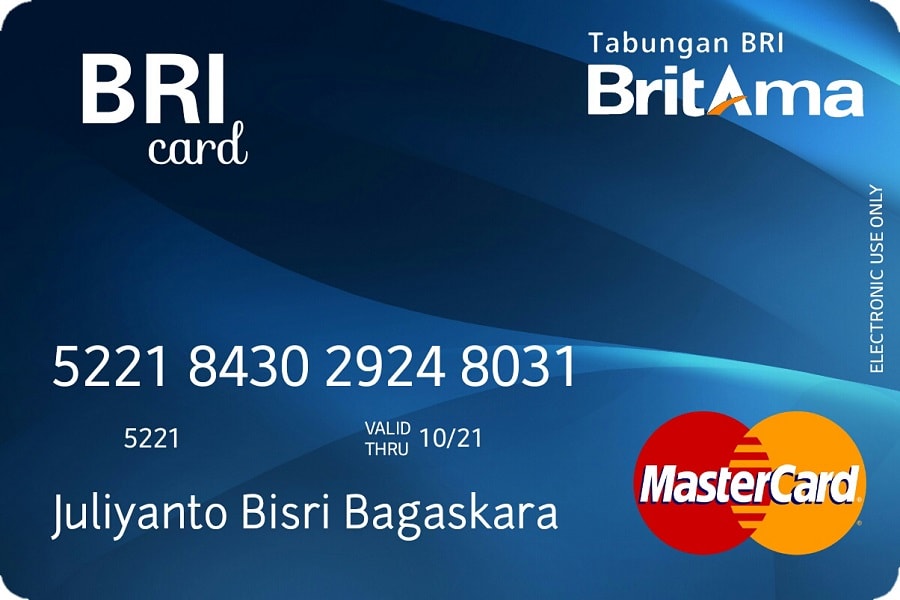 BRI
card
Tabungan BRI
BritAma
ELECTRONIC USE ONLY
5221 8430 2924 8031
5221
VALID THRU 10/21
Juliyanto Bisri Bagaskara
MasterCard